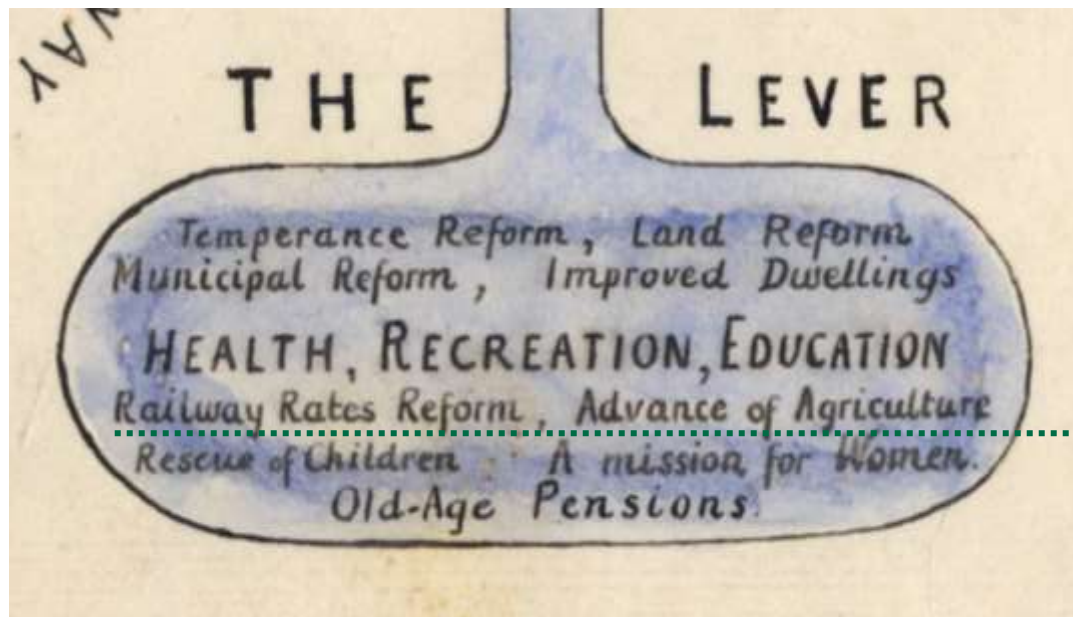 WAY
THE LEVER
Temperance Reform, Land Reform
Municipal Reform, Improved Dwellings
HEALTH, RECREATION, EDUCATION
Railway Rates Reform, Advance of Agriculture
Rescue of Children A mission for Women.
Old-Age Pensions.